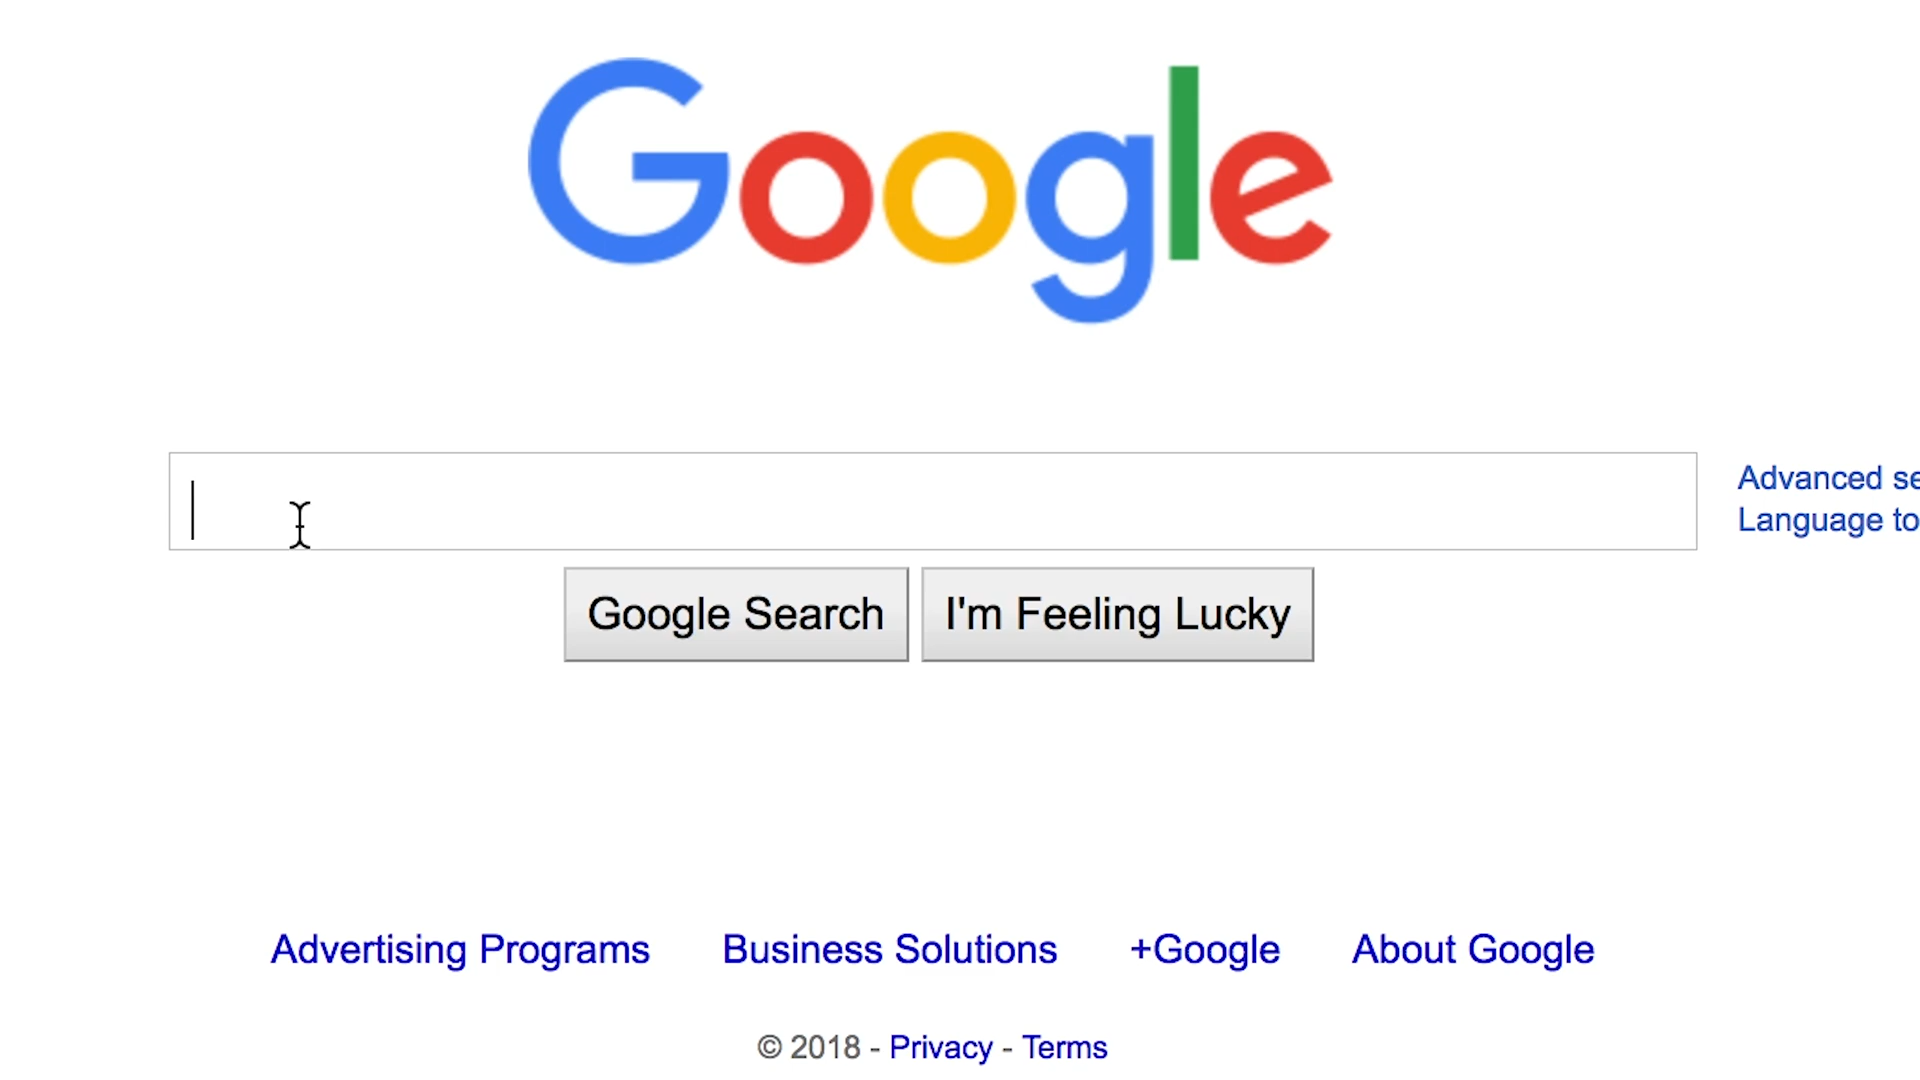 Google
Advanced se
Language to
Google Search
I'm Feeling Lucky
Advertising Programs
Business Solutions
+Google
About Google
© 2018 - Privacy - Terms